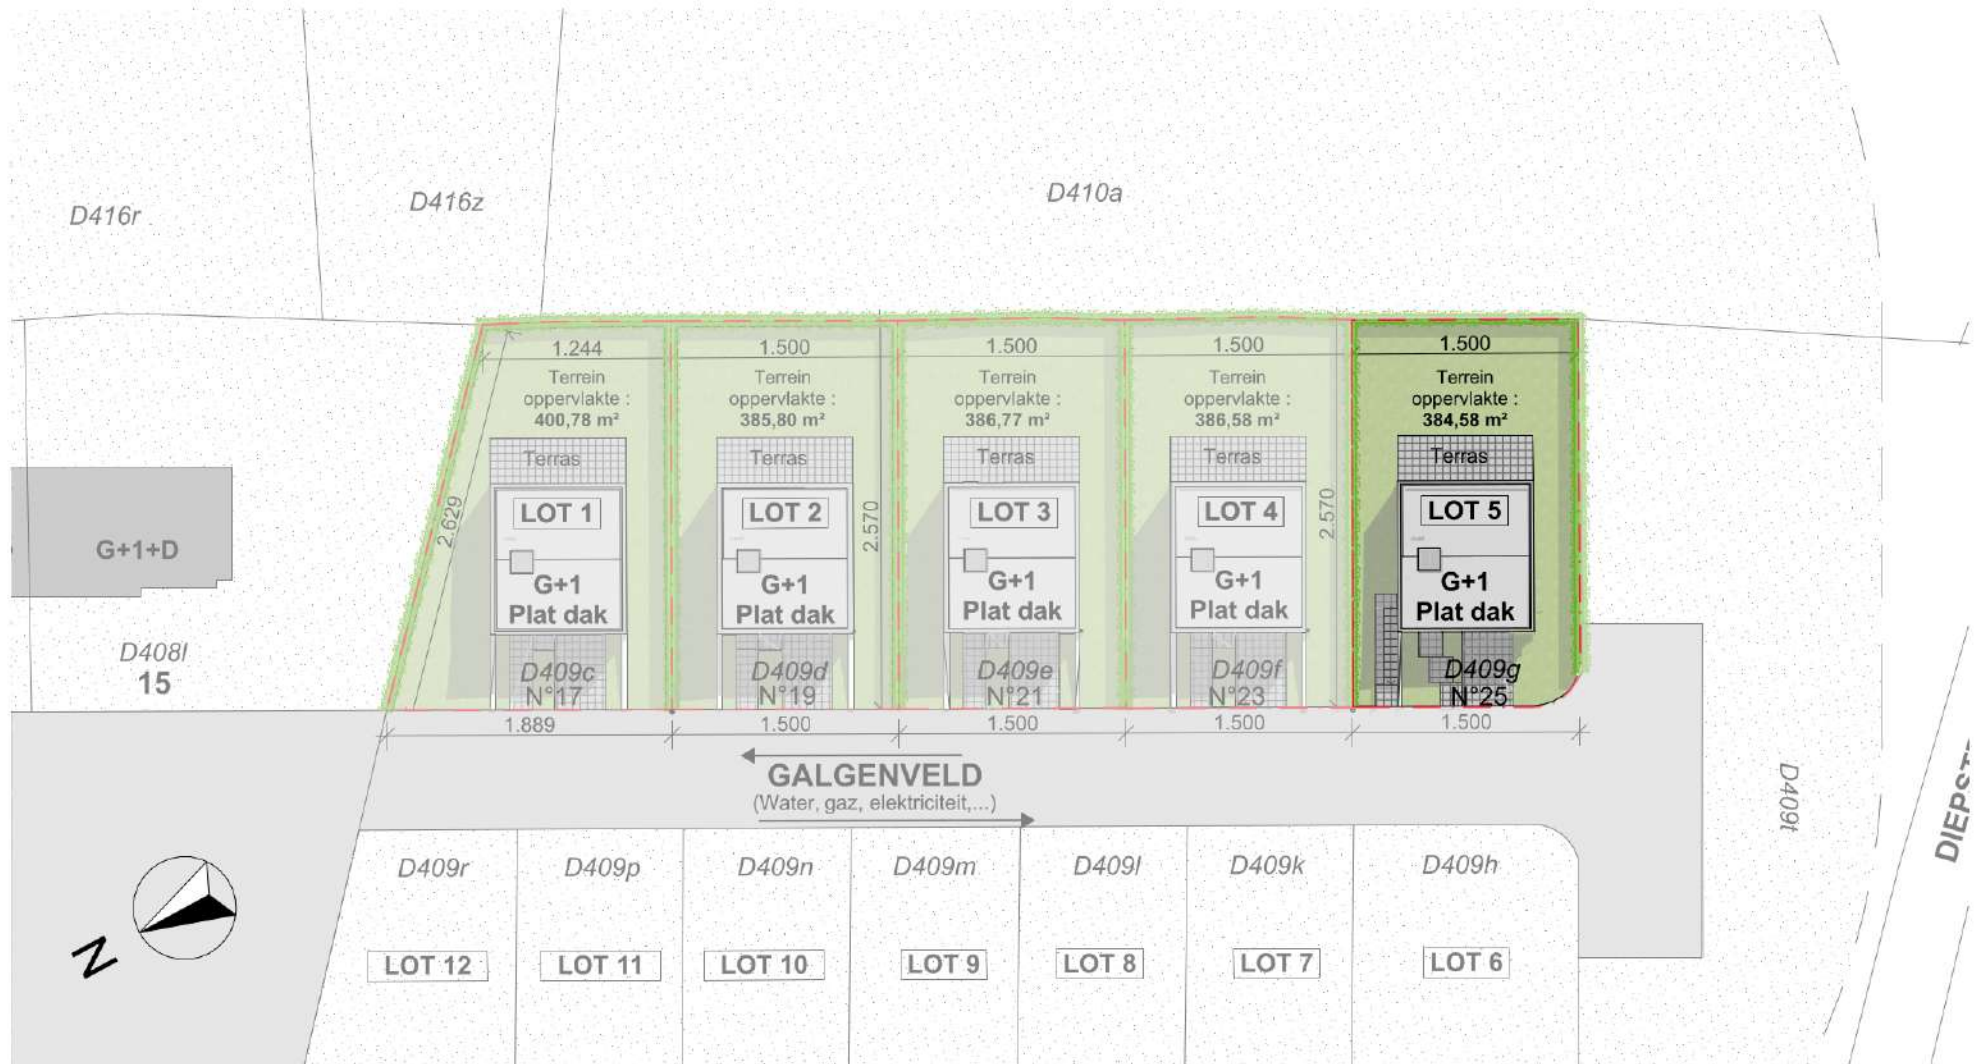 D416r
D416z
D410a
1.244
1.500
1.500
1.500
1.500
Terrein
oppervlakte :
400,78 m²
Terrein
oppervlakte :
385,80 m²
Terrein
oppervlakte :
386,77 m²
Terrein
oppervlakte :
386,58 m²
Terrein
oppervlakte :
384,58 m²
Terras
Terras
Terras
Terras
Terras
2.629
LOT 1
LOT 2
2.570
LOT 3
LOT 4
2.570
LOT 5
G+1+D
G+1
Plat dak
G+1
Plat dak
G+1
Plat dak
G+1
Plat dak
G+1
Plat dak
D408l
15
D409c
N°17
D409d
N°19
D409e
N°21
D409f
N°23
D409g
N°25
1.889
1.500
1.500
1.500
1.500
GALGENVELD
(Water, gaz, elektriciteit,...)
D409t
D409r
D409p
D409n
D409m
D409l
D409k
D409h
N
LOT 12
LOT 11
LOT 10
LOT 9
LOT 8
LOT 7
LOT 6